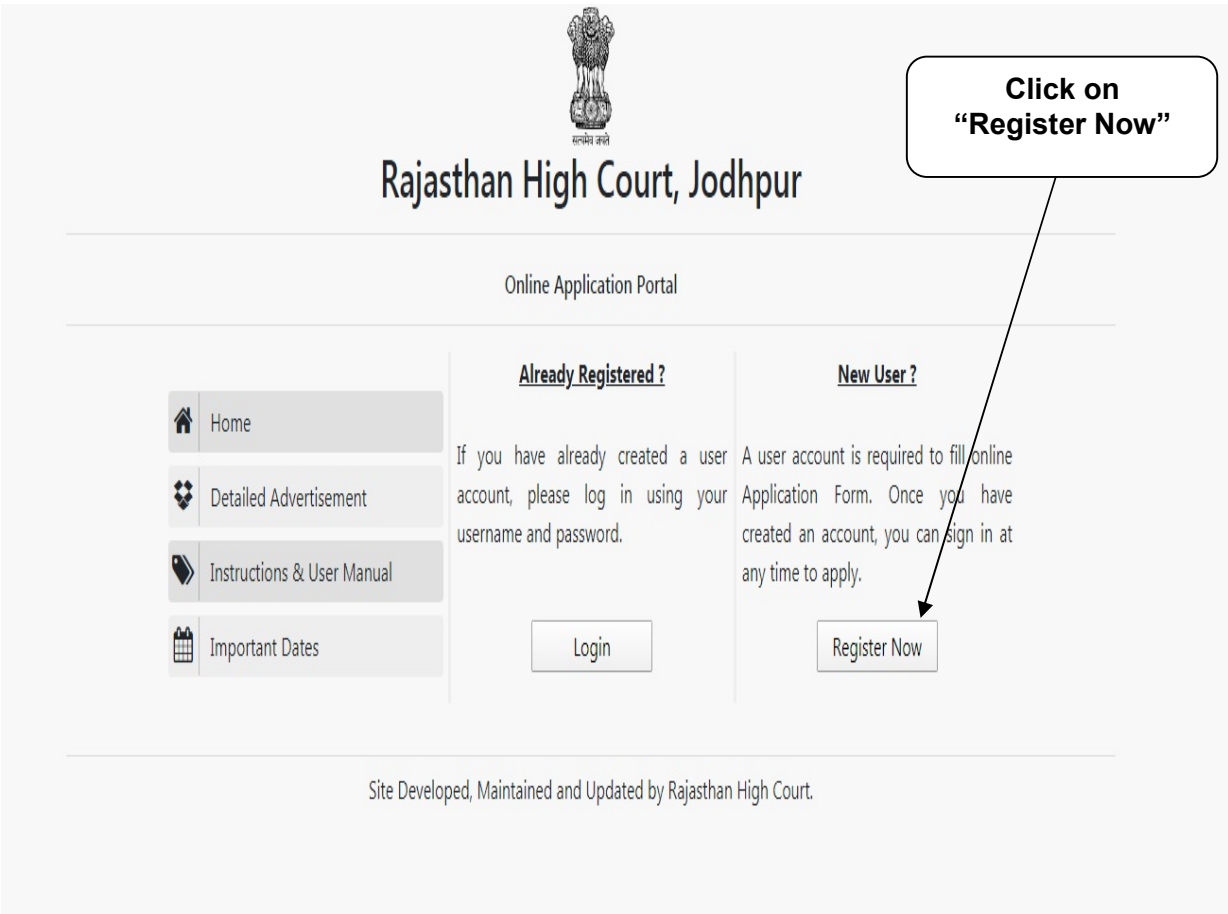 सत्यमेव जयते
Rajasthan High Court, Jodhpur
Click on
“Register Now”
Online Application Portal
Home
Detailed Advertisement
Instructions & User Manual
Important Dates
Already Registered ?
If you have already created a user
account, please log in using your
username and password.
Login
New User ?
A user account is required to fill online
Application Form. Once you have
created an account, you can sign in at
any time to apply.
Register Now
Site Developed, Maintained and Updated by Rajasthan High Court.